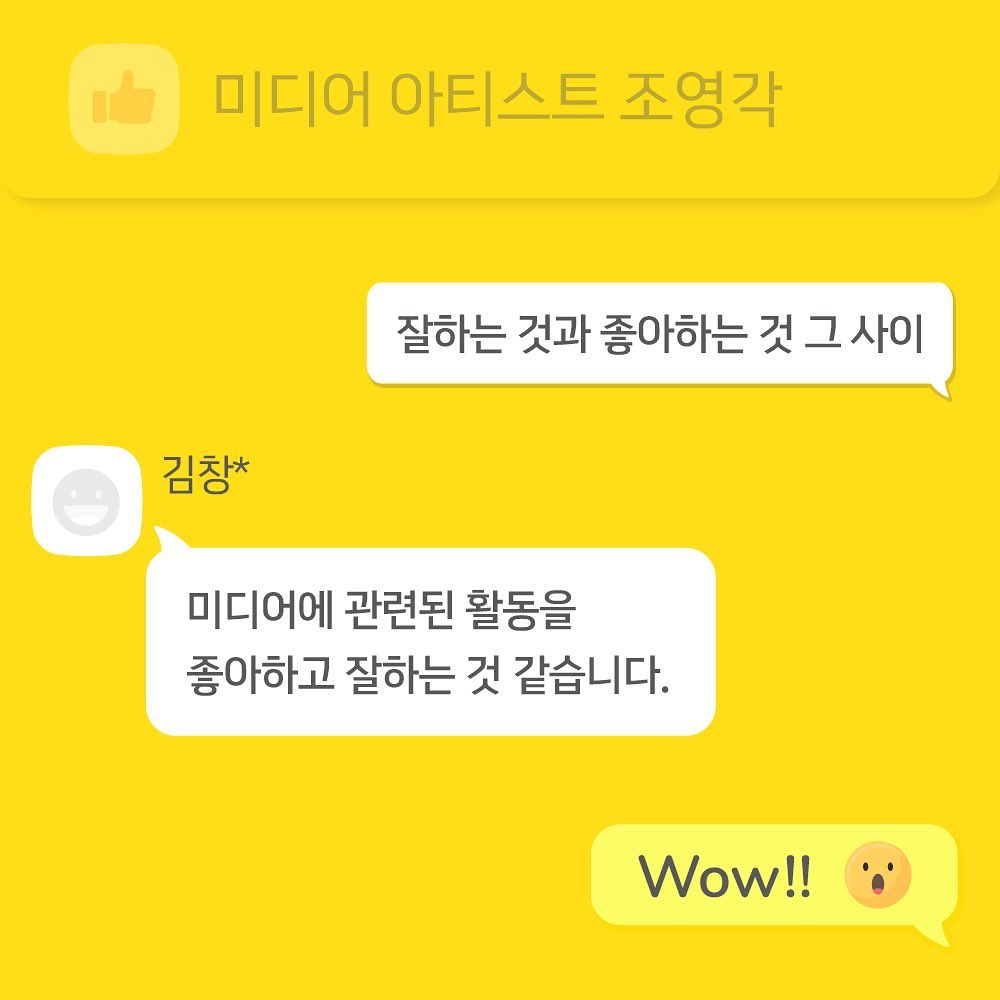 미디어 아티스트 조영각
잘하는 것과 좋아하는 것 그 사이
김창*
미디어에 관련된 활동을
좋아하고 잘하는 것 같습니다.
Wow!!